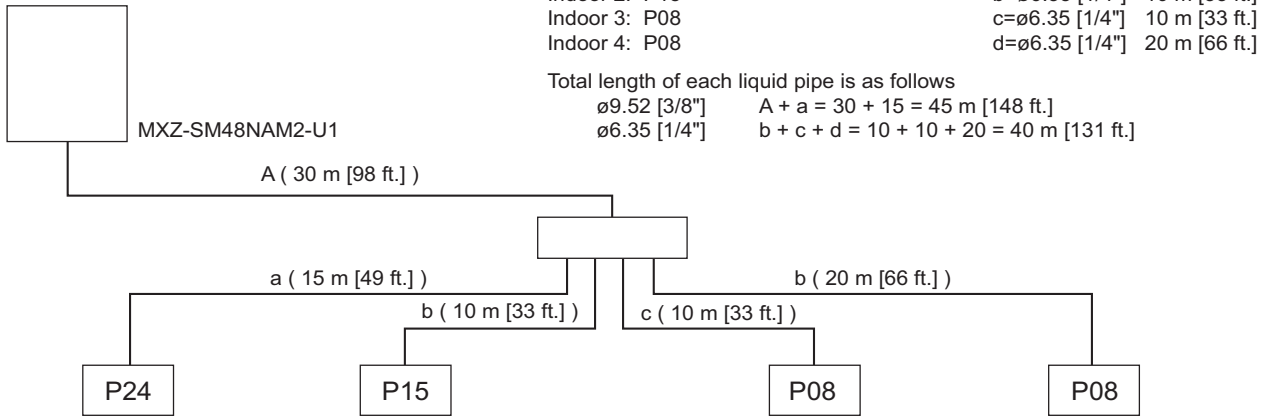 Indoor 3: P08 c=ø6.35 [1/4"] 10 m [33 ft.]
Indoor 4: P08 d=ø6.35 [1/4"] 20 m [66 ft.]
Total length of each liquid pipe is as follows
ø9.52 [3/8"] A + a = 30 + 15 = 45 m [148 ft.]
ø6.35 [1/4"] b + c + d = 10 + 10 + 20 = 40 m [131 ft.]
MXZ-SM48NAM2-U1
A ( 30 m [98 ft.] )
a ( 15 m [49 ft.] )
b ( 20 m [66 ft.] )
b ( 10 m [33 ft.] )
c ( 10 m [33 ft.] )
P24
P15
P08
P08